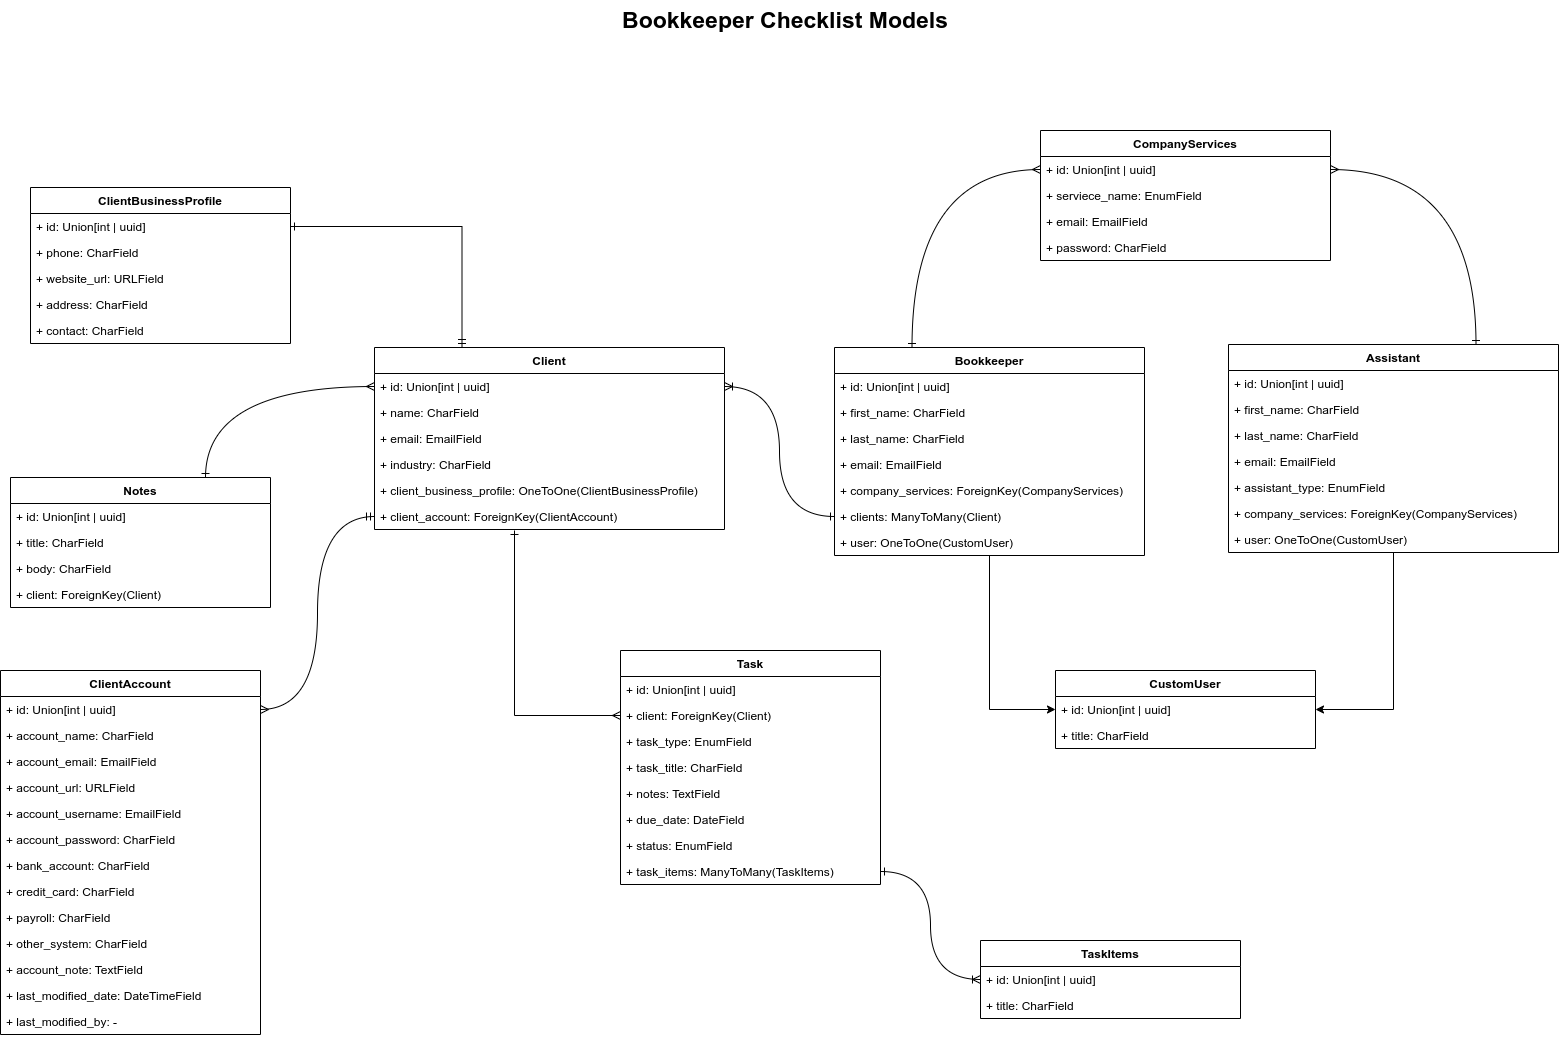 Bookkeeper Checklist Models
CompanyServices
+ id: Union[int | uuid]
+ serviece_name: EnumField
+ email: EmailField
+ password: CharField
ClientBusinessProfile
+ id: Union[int | uuid]
+ phone: CharField
+ website_url: URLField
+ address: CharField
+ contact: CharField
Client
+ id: Union[int | uuid]
+ name: CharField
+ email: EmailField
+ industry: CharField
+ client_business_profile: OneToOne(ClientBusinessProfile)
+ client_account: ForeignKey(ClientAccount)
Bookkeeper
+ id: Union[int | uuid]
+ first_name: CharField
+ last_name: CharField
+ email: EmailField
+ company_services: ForeignKey(CompanyServices)
+ clients: ManyToMany(Client)
+ user: OneToOne(CustomUser)
Assistant
+ id: Union[int | uuid]
+ first_name: CharField
+ last_name: CharField
+ email: EmailField
+ assistant_type: EnumField
+ company_services: ForeignKey(CompanyServices)
+ user: OneToOne(CustomUser)
Notes
+ id: Union[int | uuid]
+ title: CharField
+ body: CharField
+ client: ForeignKey(Client)
ClientAccount
+ id: Union[int | uuid]
+ account_name: CharField
+ account_email: EmailField
+ account_url: URLField
+ account_username: EmailField
+ account_password: CharField
+ bank_account: CharField
+ credit_card: CharField
+ payroll: CharField
+ other_system: CharField
+ account_note: TextField
+ last_modified_date: DateTimeField
+ last_modified_by: -
Task
+ id: Union[int | uuid]
+ client: ForeignKey(Client)
+ task_type: EnumField
+ task_title: CharField
+ notes: TextField
+ due_date: DateField
+ status: EnumField
+ task_items: ManyToMany(TaskItems)
CustomUser
+ id: Union[int | uuid]
+ title: CharField
TaskItems
+ id: Union[int | uuid]
+ title: CharField